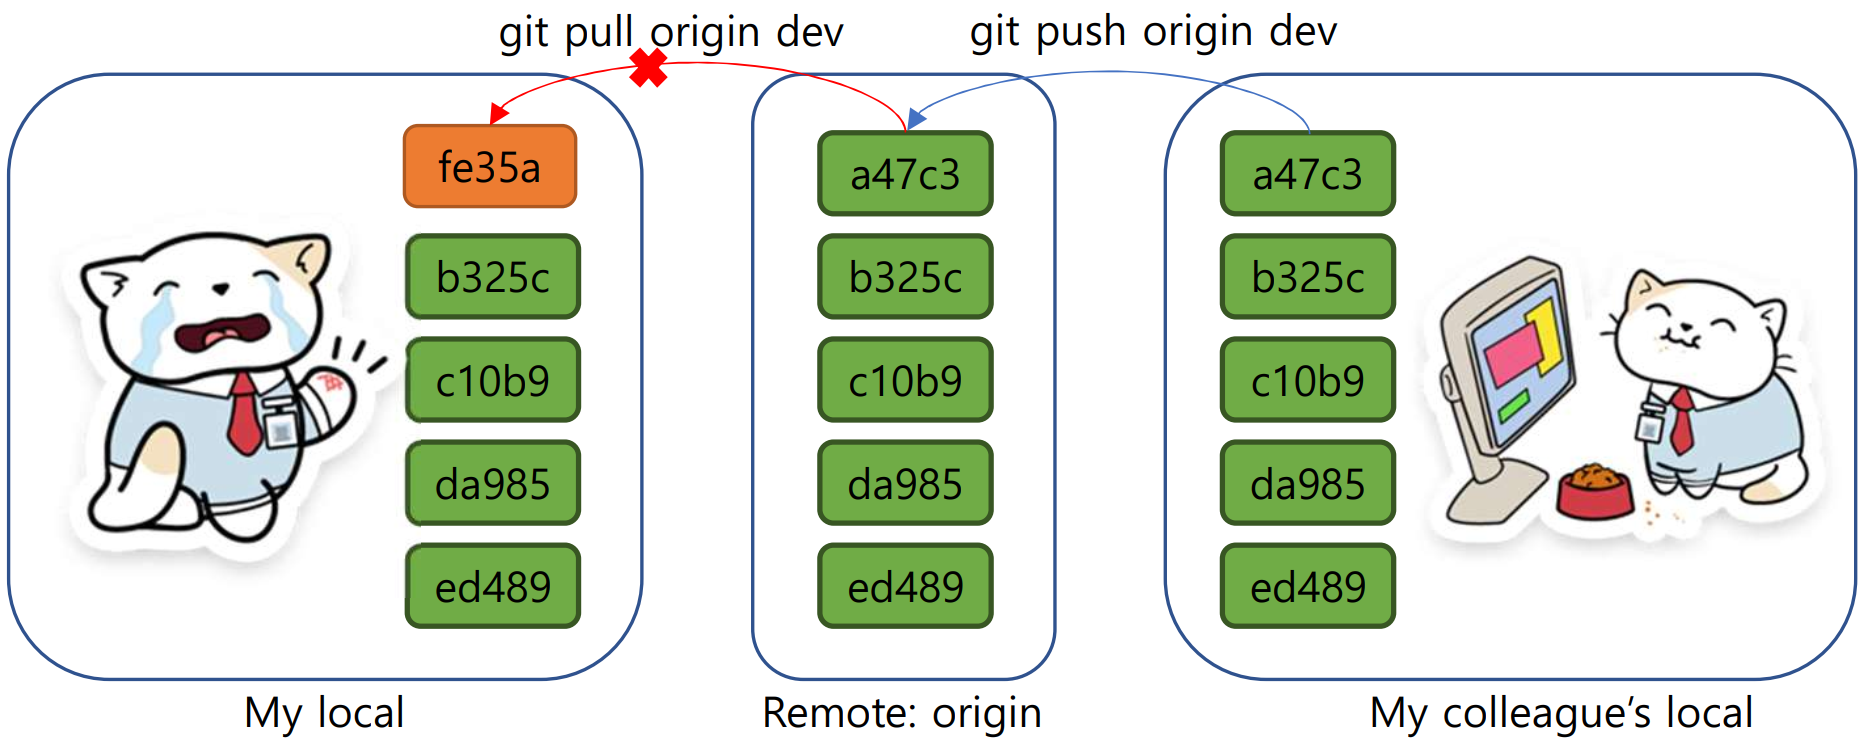 git pull origin dev
git push origin dev
fe35a
b325c
c10b9
da985
ed489
a47c3
b325c
c10b9
da985
ed489
a47c3
b325c
c10b9
da985
ed489
My local
Remote: origin
My colleague’s local